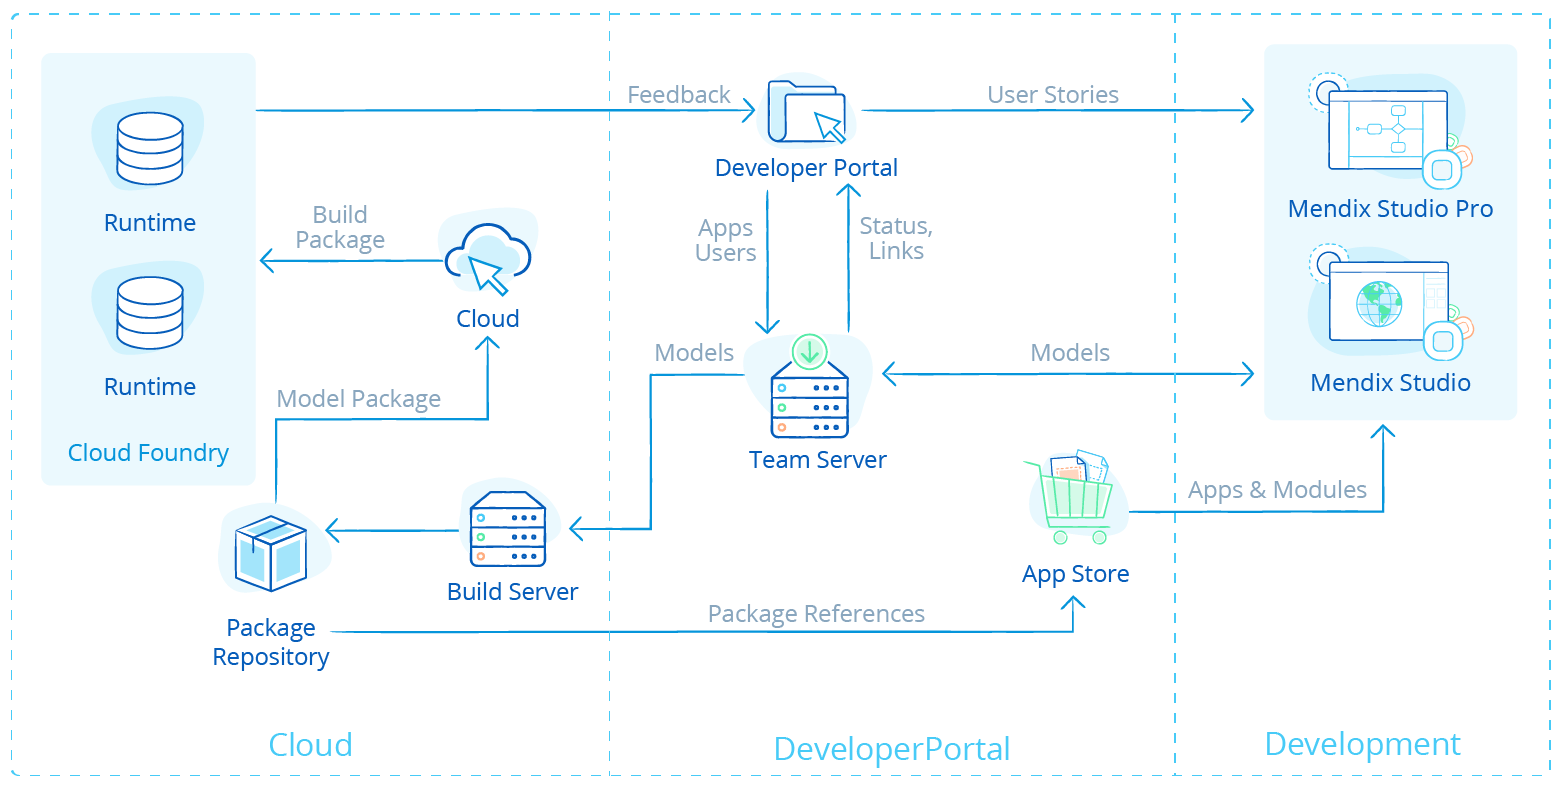 Feedback
User Stories
Developer Portal
Runtime
Mendix Studio Pro
Build
Package
Apps
Users
Status,
Links
Cloud
Runtime
Models
Models
Mendix Studio
Model Package
Cloud Foundry
Team Server
Apps & Modules
App Store
Build Server
Package References
Package
Repository
Cloud
DeveloperPortal
Development